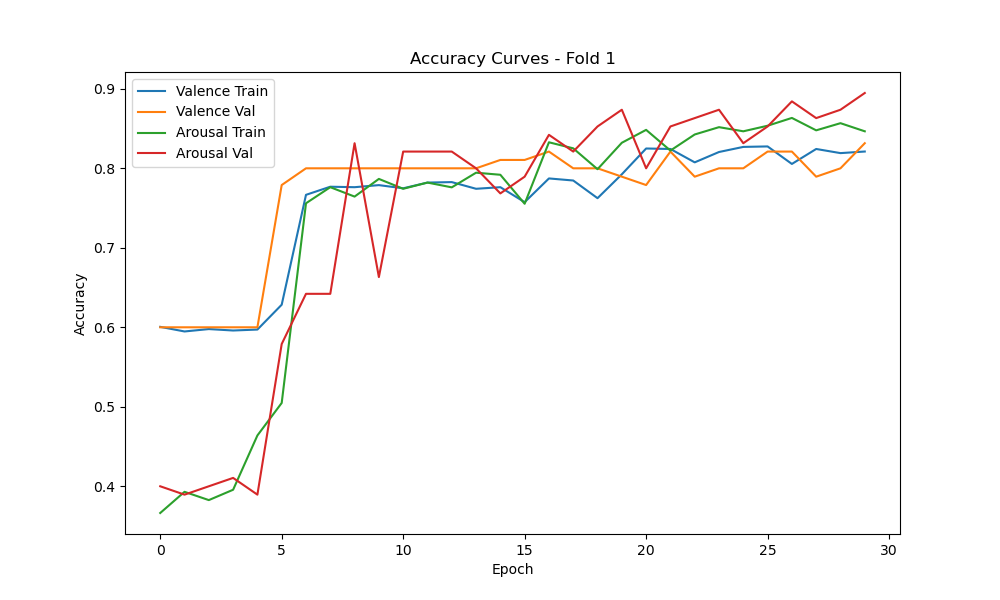 Accuracy Curves - Fold 1
Valence Train
Valence Val
Arousal Train
Arousal Val
0.9
0.8
0.7
0.6
0.5
0.4
Accuracy
0 5 10 15 20 25 30
Epoch